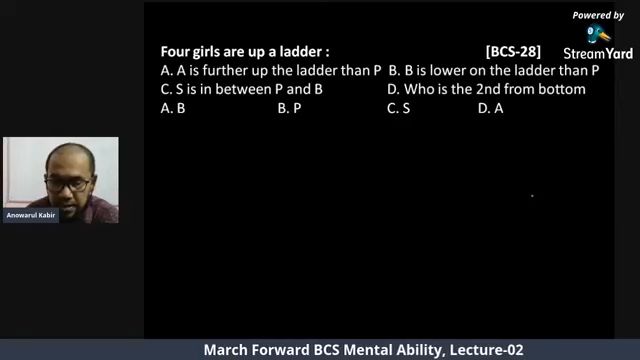 Powered by
StreamYard
Four girls are up a ladder : [BCS-28]
A. A is further up the ladder than P B. B is lower on the ladder than P
C. S is in between P and B D. Who is the 2nd from bottom
A. B B. P C. S D. A
Anowarul Kabir
March Forward BCS Mental Ability, Lecture-02